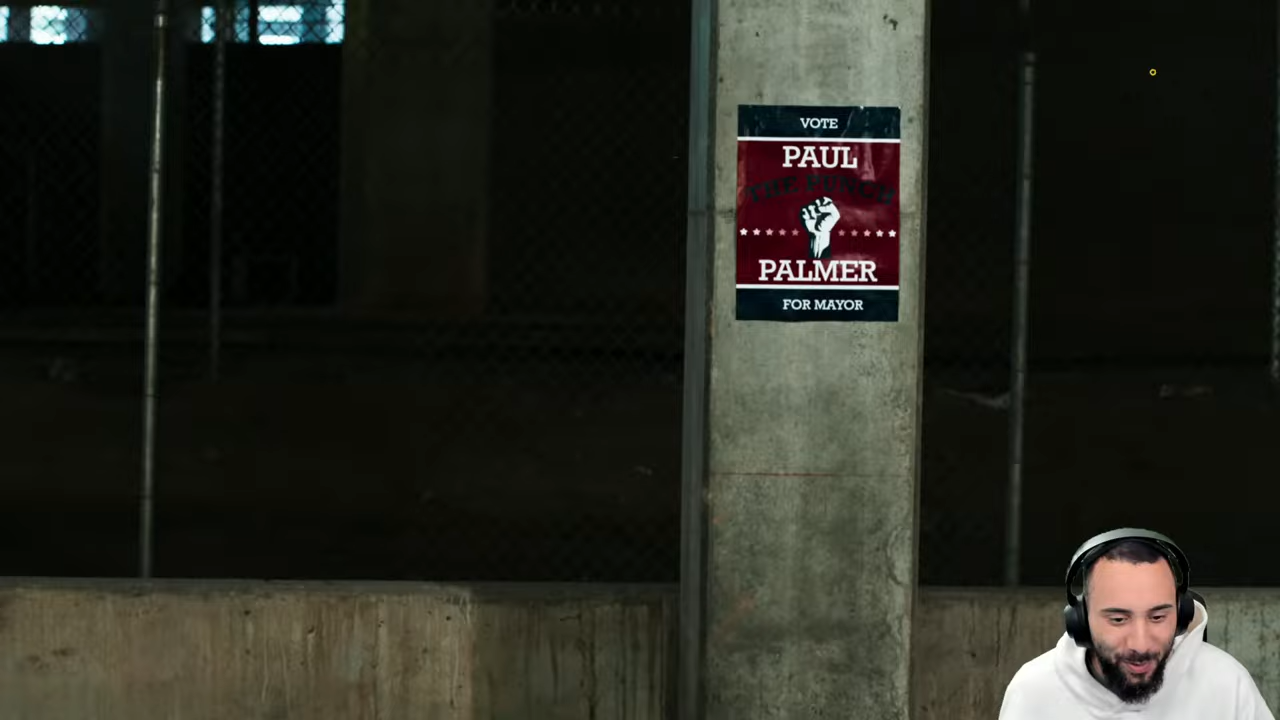 VOTE
PAUL
THE PUNCH
PALMER
FOR MAYOR